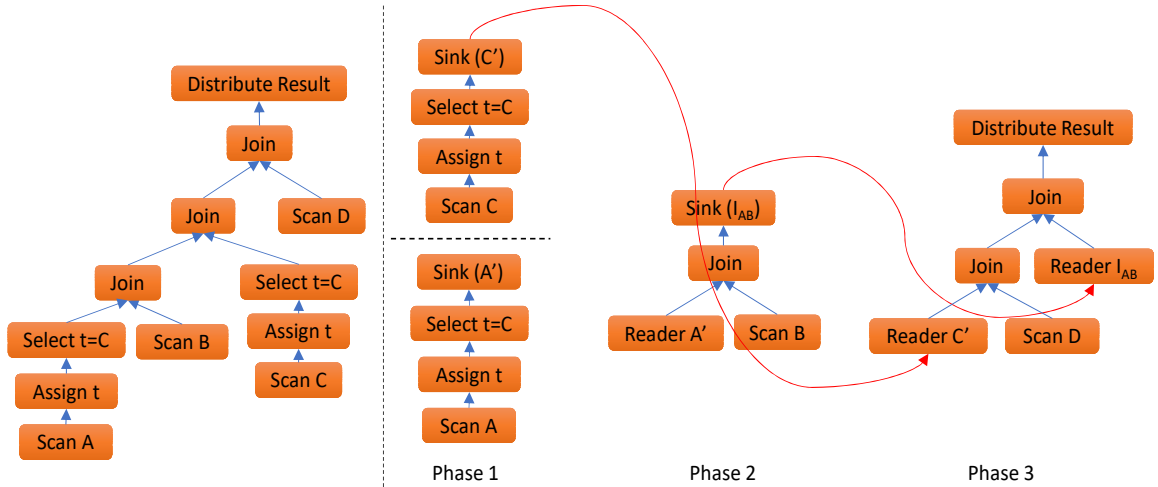 Distribute Result
Join
Join
Scan D
Join
Select t=C
Select t=C
Scan B
Assign t
Assign t
Scan C
Scan A
Sink (C’)
Select t=C
Assign t
Scan C
Sink (A’)
Select t=C
Assign t
Scan A
Phase 1
Sink (I_AB)
Join
Reader A’
Scan B
Phase 2
Distribute Result
Join
Join
Reader I_AB
Reader C’
Scan D
Phase 3